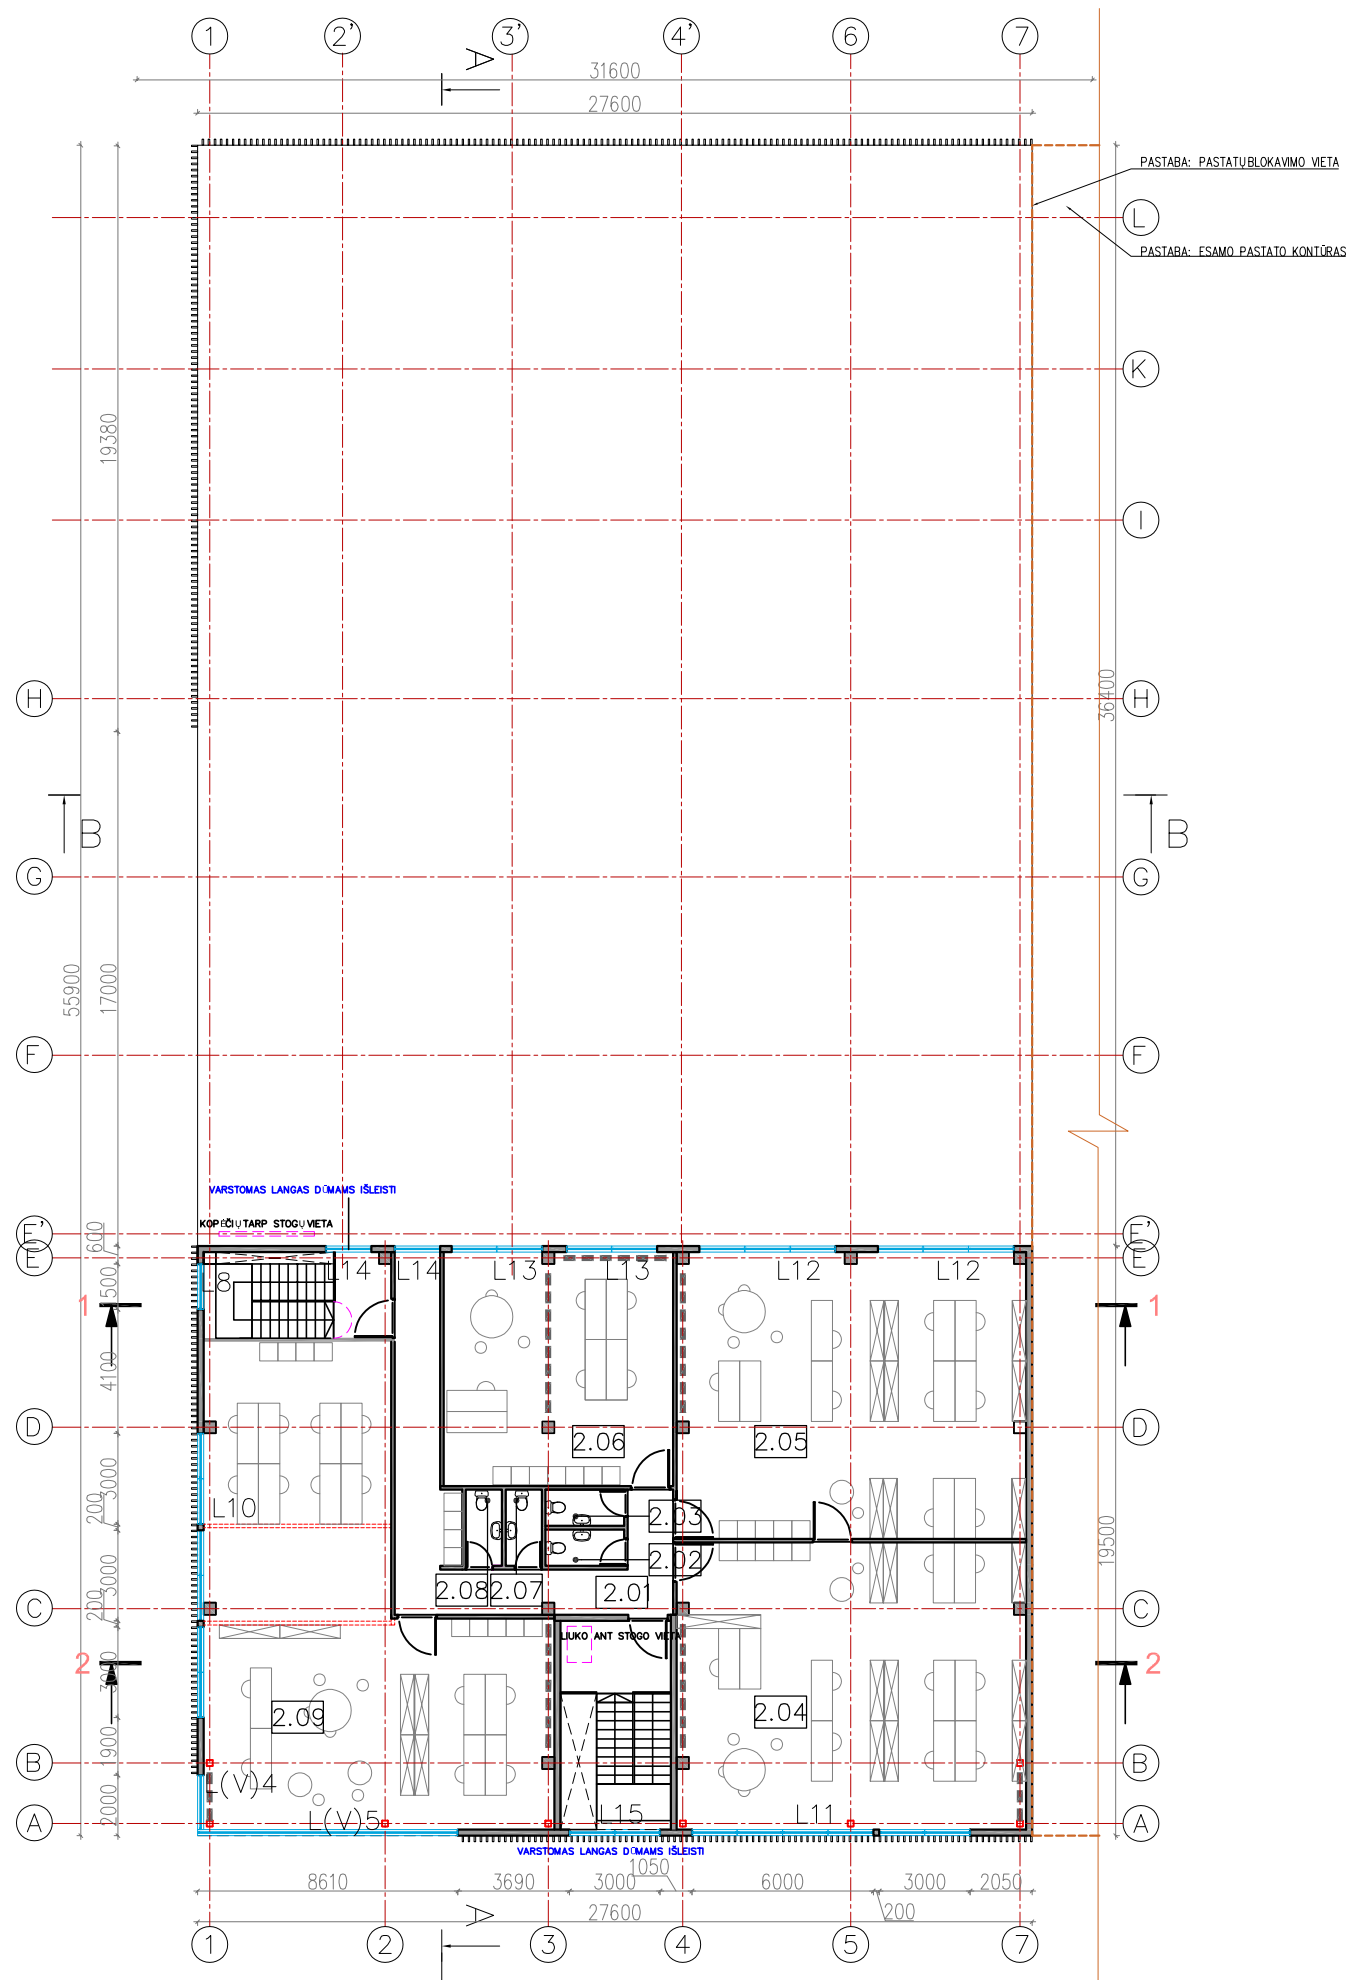 1 2' 3' 4' 6 7
A
31600
27600
PASTABA: PASTATŲ BLOKAVIMO VIETA
L
PASTABA: ESAMO PASTATO KONTŪRAS
K
19380
I
H H
36400
B B
G G
55900
17000
F F
VARSTOMAS LANGAS DŪMAMS IŠLEISTI
KOPĖČIŲ TARP STOGŲ VIETA
E' E'
600
E E
L8 L14 L14 L13 L13 L12 L12
1500
1 1
4100
D D
2.06 2.05
L10
200
3000
2.03
19500
2.02
2.08 2.07 2.01
3000
200
C C
LIUKO ANT STOGO VIETA
2 2
3000
2.09 2.04
1900
B B
L(V)4
2000
A A
L(V)5 L15 L11
VARSTOMAS LANGAS DŪMAMS IŠLEISTI
1050
8610 3690 3000 6000 3000 2050
A
27600
200
1 2 3 4 5 7